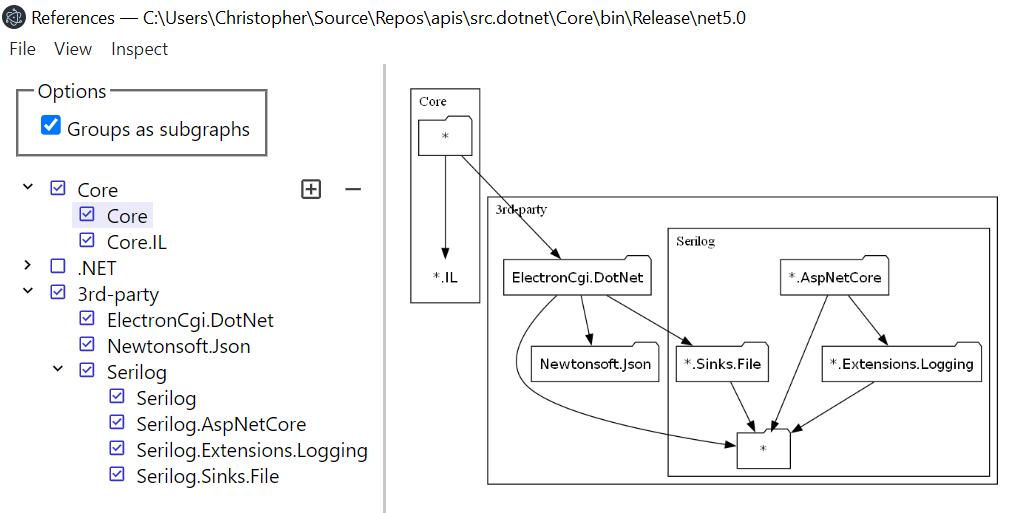 References — C:\Users\Christopher\Source\Repos\apis\src.dotnet\Core\bin\Release\net5.0
File View Inspect
Options
Groups as subgraphs
Core
Core
Core.IL
.NET
3rd-party
ElectronCgi.DotNet
Newtonsoft.Json
Serilog
Serilog
Serilog.AspNetCore
Serilog.Extensions.Logging
Serilog.Sinks.File
Core
*
*.IL
3rd-party
Serilog
ElectronCgi.DotNet
*.AspNetCore
Newtonsoft.Json
*.Sinks.File
*.Extensions.Logging
*